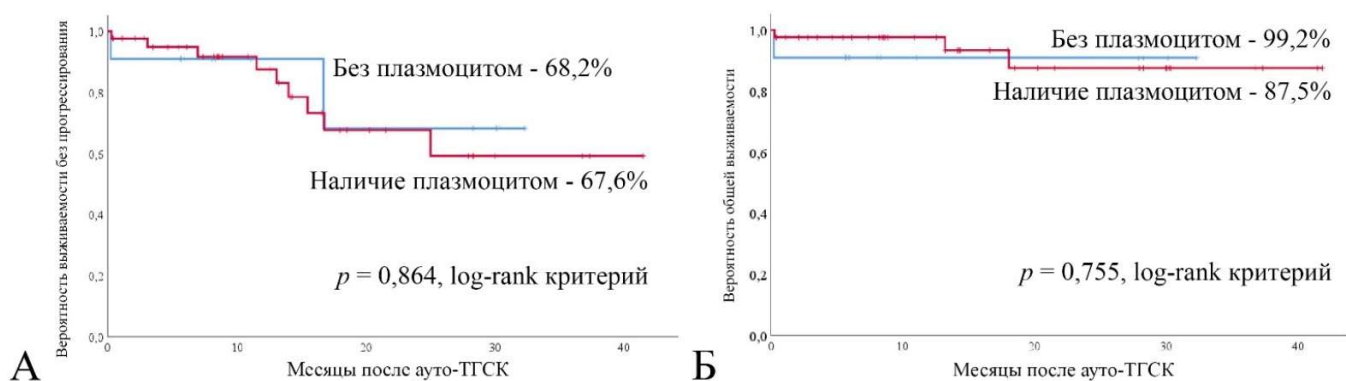 Вероятность выживаемости без прогрессирования
1,0
0,8
0,6
0,4
0,2
0,0
Без плазмоцитом - 68,2%
Наличие плазмоцитом - 67,6%
p = 0,864, log-rank критерий
0 10 20 30 40
Месяцы после ауто-ТГСК
А
Вероятность общей выживаемости
1,0
0,8
0,6
0,4
0,2
0,0
Без плазмоцитом - 99,2%
Наличие плазмоцитом - 87,5%
p = 0,755, log-rank критерий
0 10 20 30 40
Месяцы после ауто-ТГСК
Б